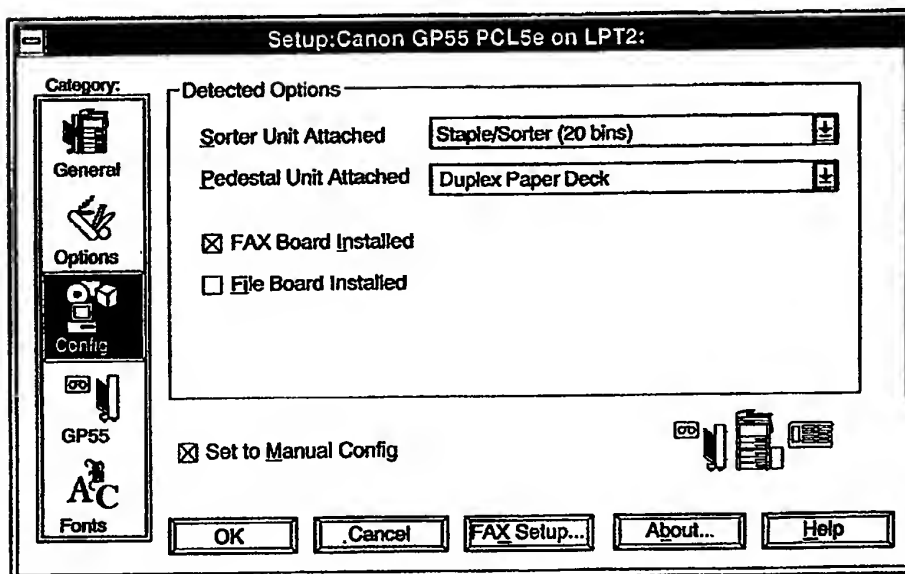 Setup:Canon GP55 PCL5e on LPT2:
Category:
General
Options
Config
GP55
Fonts
Detected Options
Sorter Unit Attached Staple/Sorter (20 bins)
Pedestal Unit Attached Duplex Paper Deck
FAX Board Installed
File Board Installed
Set to Manual Config
OK .Cancel FAX Setup... About... Help